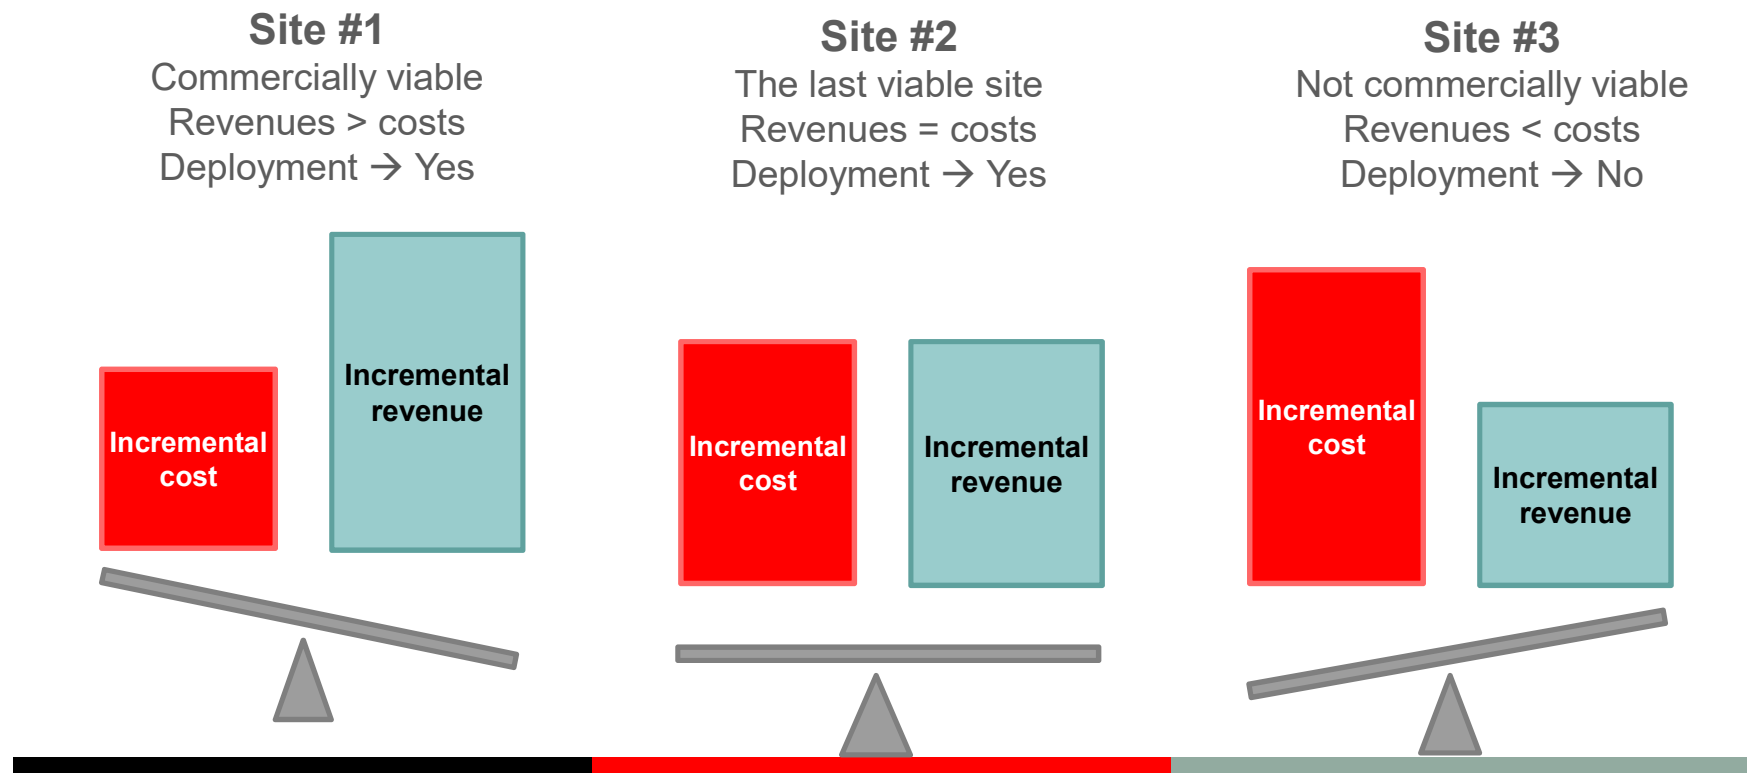 Site #1
Commercially viable
Revenues > costs
Deployment → Yes
Site #2
The last viable site
Revenues = costs
Deployment → Yes
Site #3
Not commercially viable
Revenues < costs
Deployment → No
Incremental
cost
Incremental
revenue
Incremental
cost
Incremental
revenue
Incremental
cost
Incremental
revenue